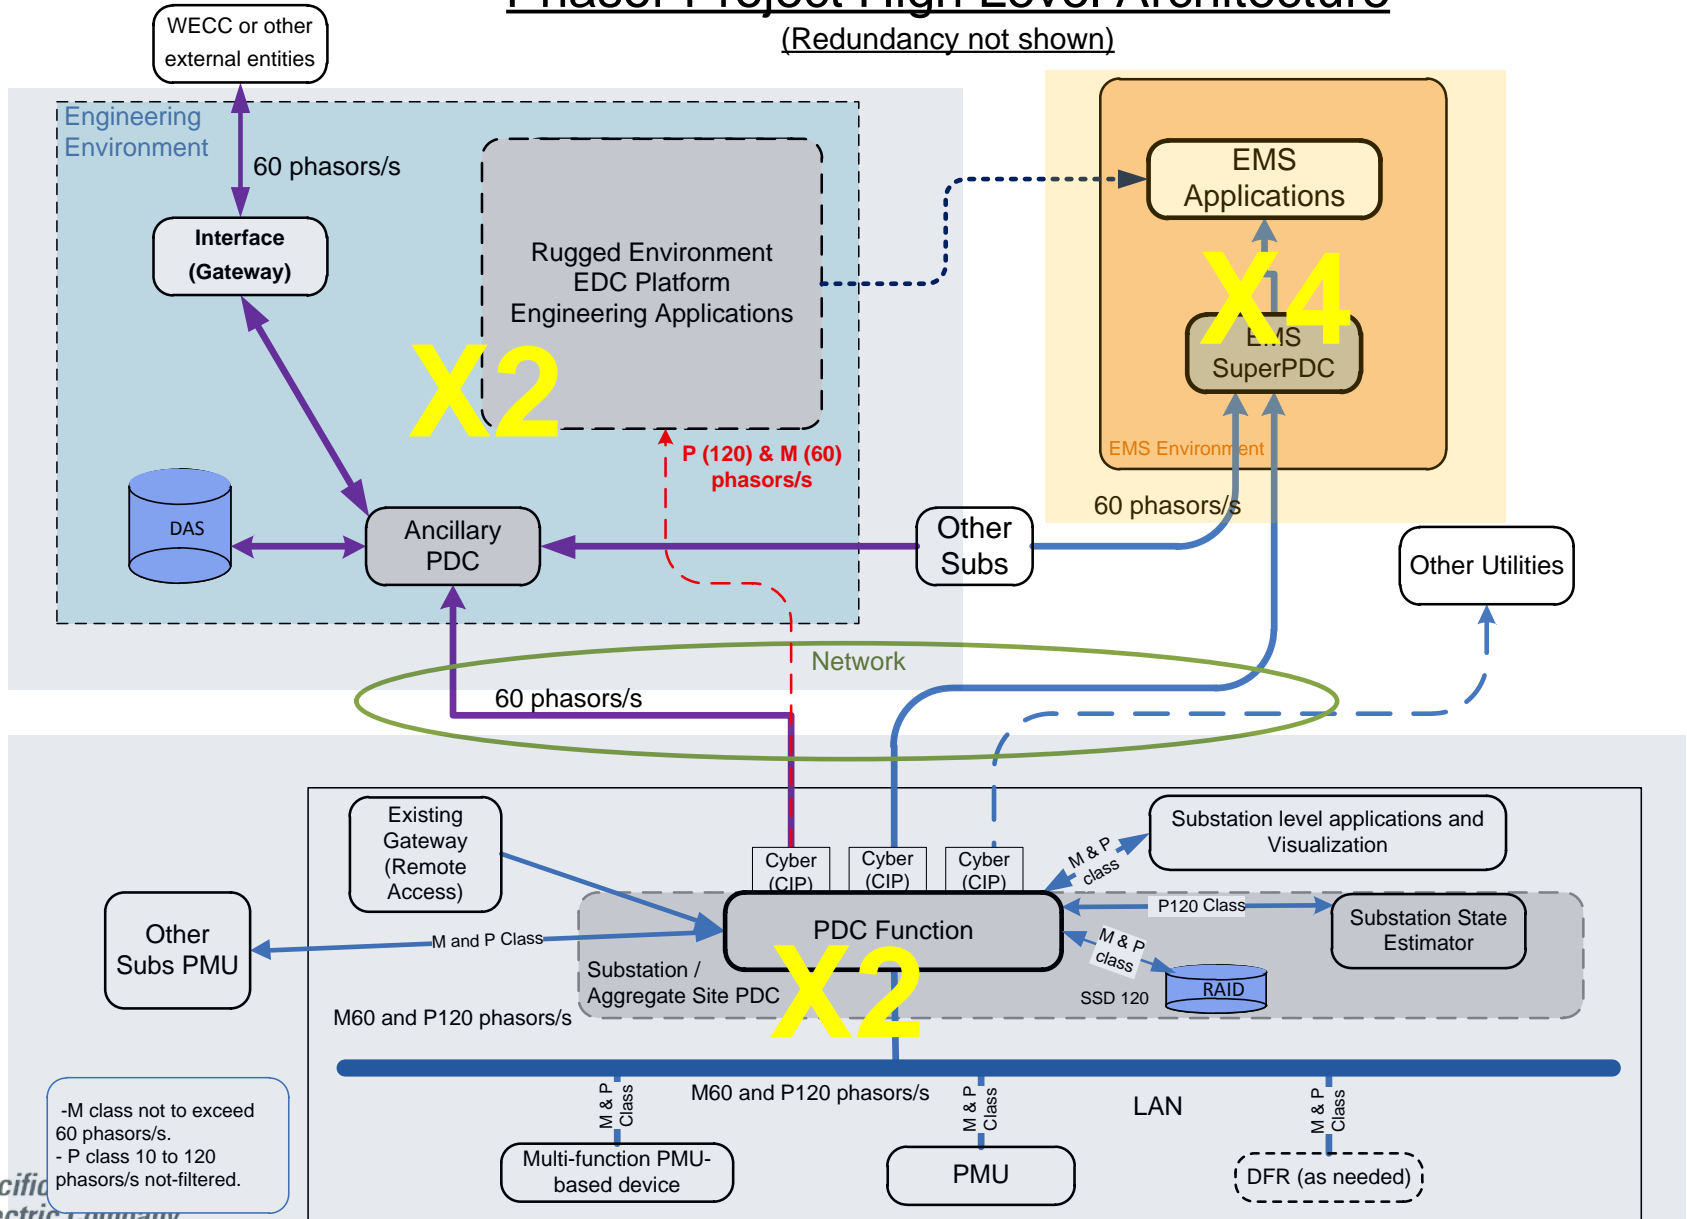 Phasor Project High Level Architecture
(Redundancy not shown)
WECC or other
external entities
Engineering
Environment
60 phasors/s
Interface
(Gateway)
Rugged Environment
EDC Platform
Engineering Applications
X2
P (120) & M (60)
phasors/s
DAS
Ancillary
PDC
Other
Subs
EMS
Applications
X4
EMS
SuperPDC
EMS Environment
60 phasors/s
Other Utilities
Network
60 phasors/s
Existing
Gateway
(Remote
Access)
Cyber
(CIP)
Cyber
(CIP)
Cyber
(CIP)
M & P
class
Substation level applications and
Visualization
Other
Subs PMU
M and P Class
PDC Function
P120 Class
Substation State
Estimator
M & P
class
Substation /
Aggregate Site PDC
X2
SSD 120
RAID
M60 and P120 phasors/s
M60 and P120 phasors/s
LAN
M & P
Class
M & P
Class
M & P
Class
Multi-function PMU-
based device
PMU
DFR (as needed)
-M class not to exceed
60 phasors/s.
- P class 10 to 120
phasors/s not-filtered.
cific
ctric Company